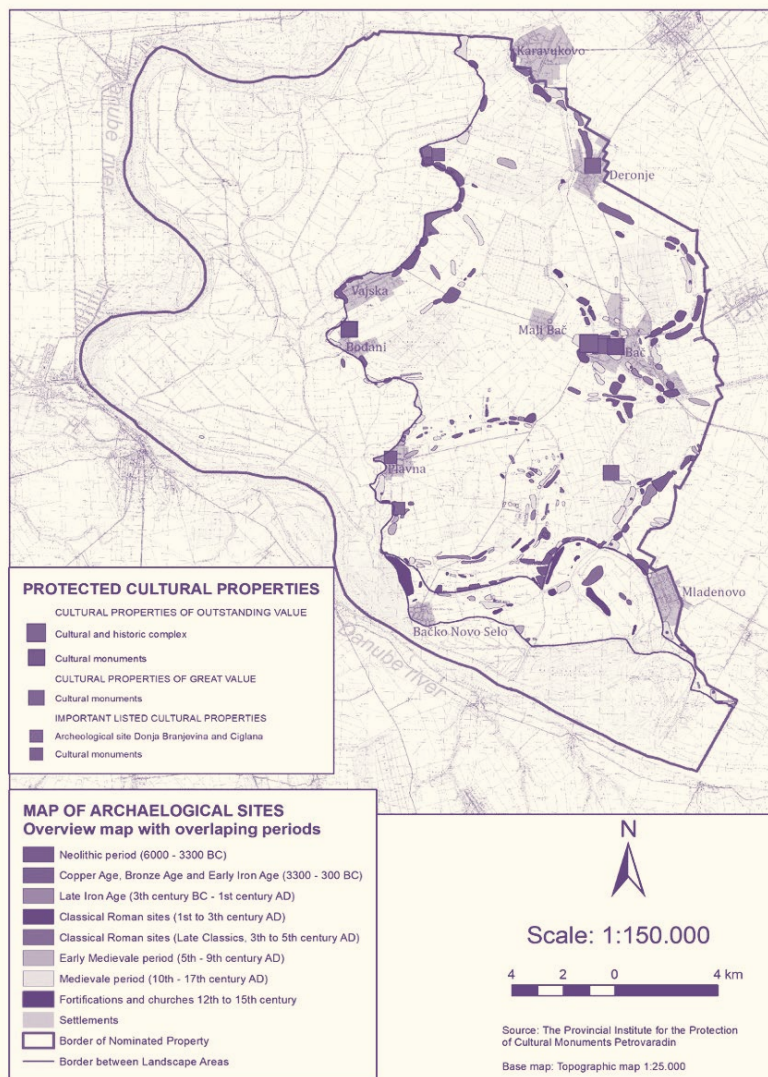 Karavukovo
Danube river
Deronje
Vajska
Mali Bač
Bođani
Bač
Plavna
Mladenovo
Bačko Novo Selo
Danube river
PROTECTED CULTURAL PROPERTIES
CULTURAL PROPERTIES OF OUTSTANDING VALUE
Cultural and historic complex
Cultural monuments
CULTURAL PROPERTIES OF GREAT VALUE
Cultural monuments
IMPORTANT LISTED CULTURAL PROPERTIES
Archeological site Donja Branjevina and Ciglana
Cultural monuments
MAP OF ARCHAELOGICAL SITES
Overview map with overlaping periods
Neolithic period (6000 - 3300 BC)
Copper Age, Bronze Age and Early Iron Age (3300 - 300 BC)
Late Iron Age (3th century BC - 1st century AD)
Classical Roman sites (1st to 3th century AD)
Classical Roman sites (Late Classics, 3th to 5th century AD)
Early Medievale period (5th - 9th century AD)
Medievale period (10th - 17th century AD)
Fortifications and churches 12th to 15th century
Settlements
Border of Nominated Property
Border between Landscape Areas
N
Scale: 1:150.000
4 2 0 4 km
Source: The Provincial Institute for the Protection
of Cultural Monuments Petrovaradin
Base map: Topographic map 1:25.000